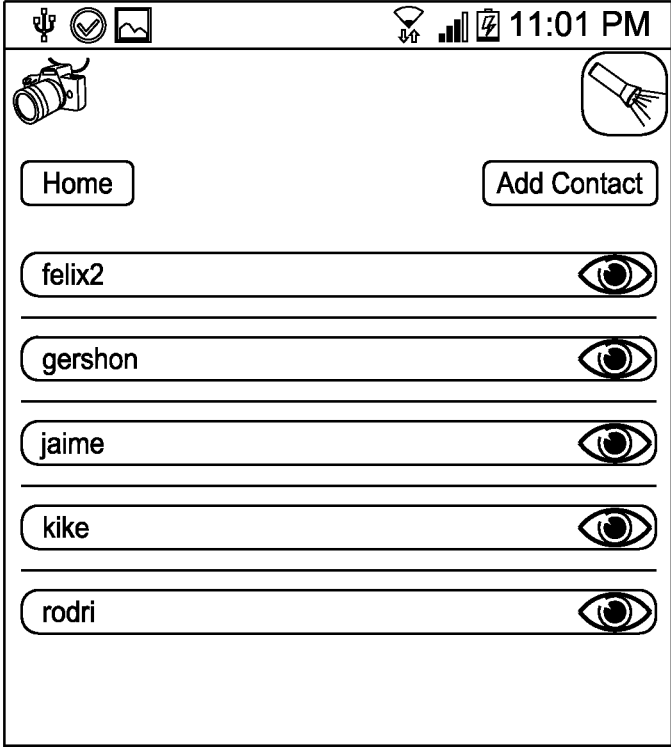 11:01 PM
Home
Add Contact
felix2
gershon
jaime
kike
rodri